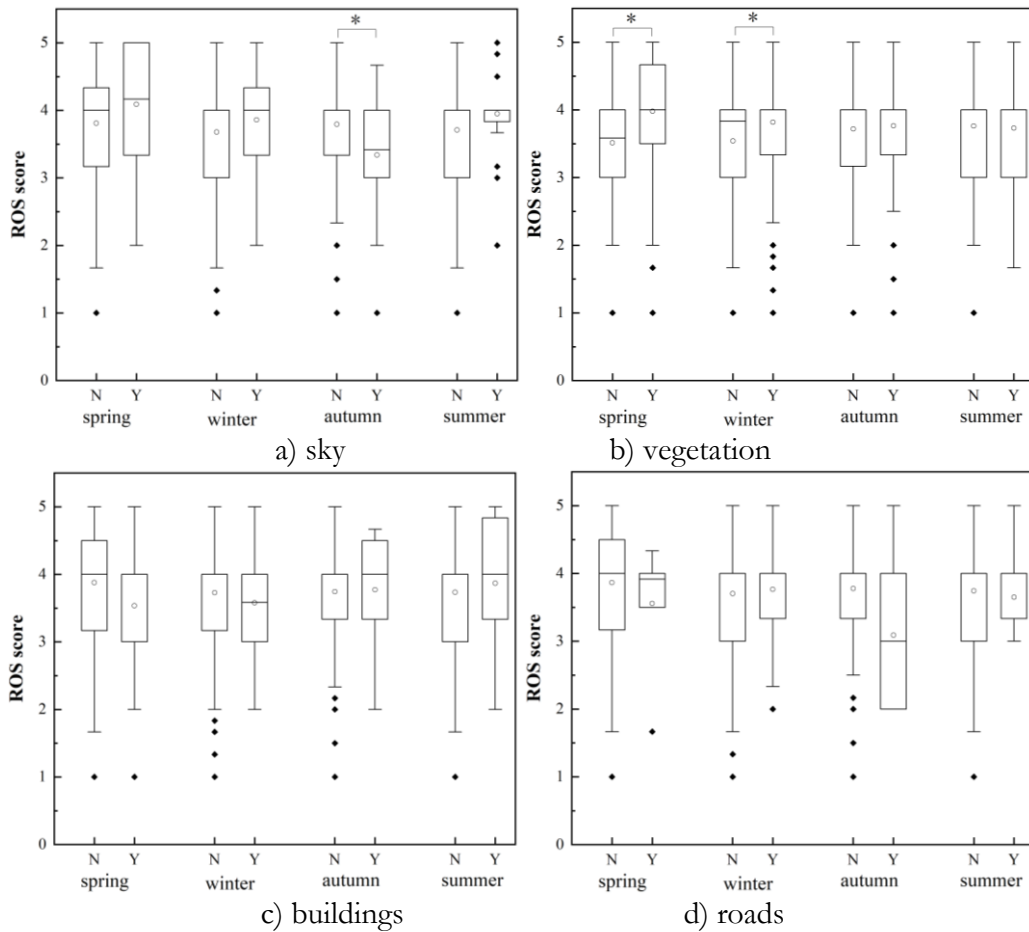 *
5
4
3
2
1
0
ROS score
N Y N Y N Y N Y
spring winter autumn summer
a) sky
* *
5
4
3
2
1
0
ROS score
N Y N Y N Y N Y
spring winter autumn summer
b) vegetation
5
4
3
2
1
0
ROS score
N Y N Y N Y N Y
spring winter autumn summer
c) buildings
5
4
3
2
1
0
ROS score
N Y N Y N Y N Y
spring winter autumn summer
d) roads